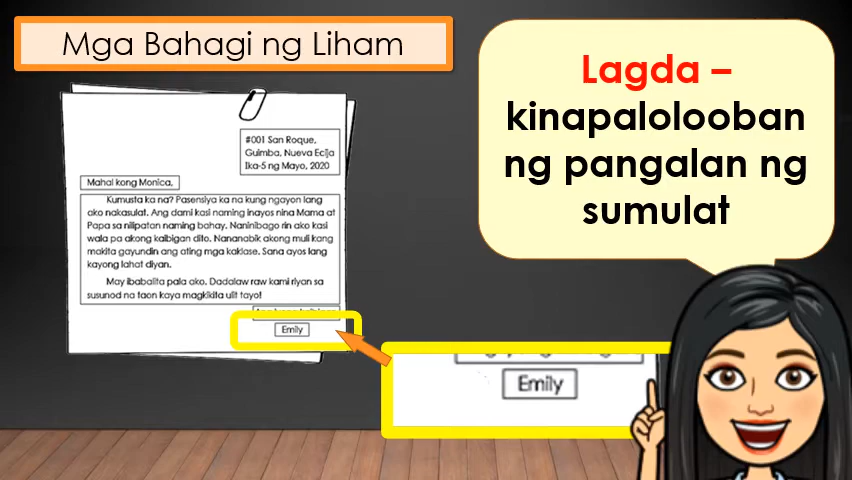 Mga Bahagi ng Liham
Lagda –
kinapalolooban
ng pangalan ng
sumulat
#001 San Roque,
Guimba, Nueva Ecija
Ika-5 ng Mayo, 2020
Mahal kong Monica,
Kumusta ka na? Pasensiya ka na kung ngayon lang
ako nakasulat. Ang dami kasi naming inayos nina Mama at
Papa sa nilipatan naming bahay. Naninibago rin ako kasi
wala pa akong kaibigan dito. Nananabik akong muli kang
makita gayundin ang ating mga kaklase. Sana ayos lang
kayong lahat diyan.
May ibabalita pala ako. Dadalaw raw kami riyan sa
susunod na taon kaya magkikita ulit tayo!
Emily
Emily